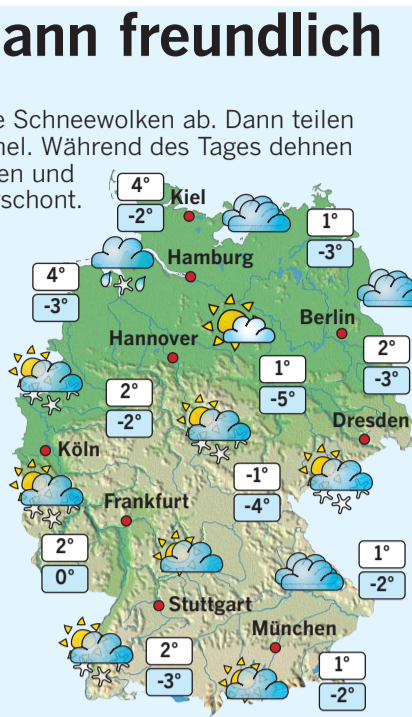 ann freundlich
e Schneewolken ab. Dann teilen
nel. Während des Tages dehnen
en und
rschont.
4°
-2°
Kiel
1°
-3°
Hamburg
4°
-3°
Berlin
Hannover
2°
-3°
1°
-5°
2°
-2°
Dresden
Köln
-1°
-4°
Frankfurt
2°
0°
1°
-2°
Stuttgart
München
2°
-3°
1°
-2°